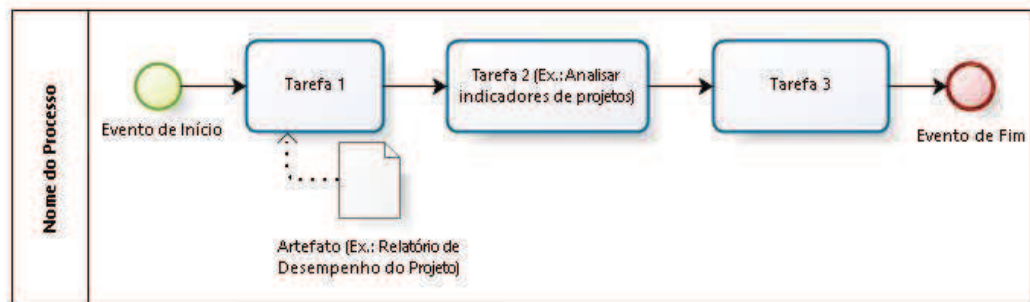 Nome do Processo
Evento de Início
Tarefa 1
Tarefa 2 (Ex.: Analisar
indicadores de projetos)
Tarefa 3
Evento de Fim
Artefato (Ex.: Relatório de
Desempenho do Projeto)